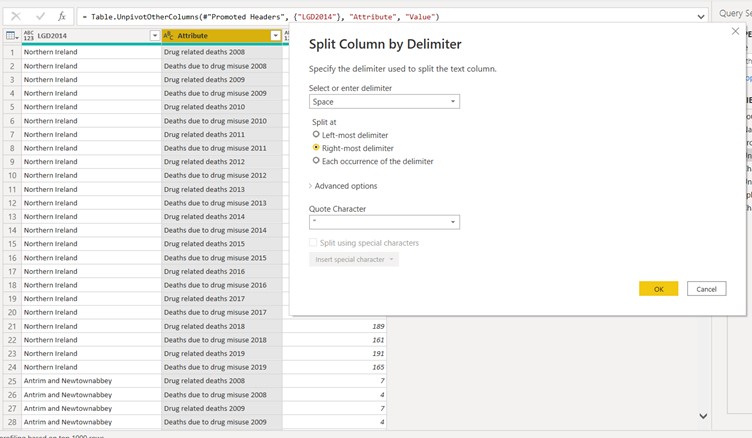 = Table.UnpivotOtherColumns(#"Promoted Headers", {"LGD2014"}, "Attribute", "Value")
Query Se
Split Column by Delimiter
Specify the delimiter used to split the text column.
Select or enter delimiter
Space
Split at
Left-most delimiter
Right-most delimiter
Each occurrence of the delimiter
Advanced options
Quote Character
"
Split using special characters
Insert special character
OK Cancel
ABC 123 LGD2014 ABC Attribute
1 Northern Ireland Drug related deaths 2008
2 Northern Ireland Deaths due to drug misuse 2008
3 Northern Ireland Drug related deaths 2009
4 Northern Ireland Deaths due to drug misuse 2009
5 Northern Ireland Drug related deaths 2010
6 Northern Ireland Deaths due to drug misuse 2010
7 Northern Ireland Drug related deaths 2011
8 Northern Ireland Deaths due to drug misuse 2011
9 Northern Ireland Drug related deaths 2012
10 Northern Ireland Deaths due to drug misuse 2012
11 Northern Ireland Drug related deaths 2013
12 Northern Ireland Deaths due to drug misuse 2013
13 Northern Ireland Drug related deaths 2014
14 Northern Ireland Deaths due to drug misuse 2014
15 Northern Ireland Drug related deaths 2015
16 Northern Ireland Deaths due to drug misuse 2015
17 Northern Ireland Drug related deaths 2016
18 Northern Ireland Deaths due to drug misuse 2016
19 Northern Ireland Drug related deaths 2017
20 Northern Ireland Deaths due to drug misuse 2017
21 Northern Ireland Drug related deaths 2018 189
22 Northern Ireland Deaths due to drug misuse 2018 161
23 Northern Ireland Drug related deaths 2019 191
24 Northern Ireland Deaths due to drug misuse 2019 165
25 Antrim and Newtownabbey Drug related deaths 2008 7
26 Antrim and Newtownabbey Deaths due to drug misuse 2008 4
27 Antrim and Newtownabbey Drug related deaths 2009 7
28 Antrim and Newtownabbey Deaths due to drug misuse 2009 4